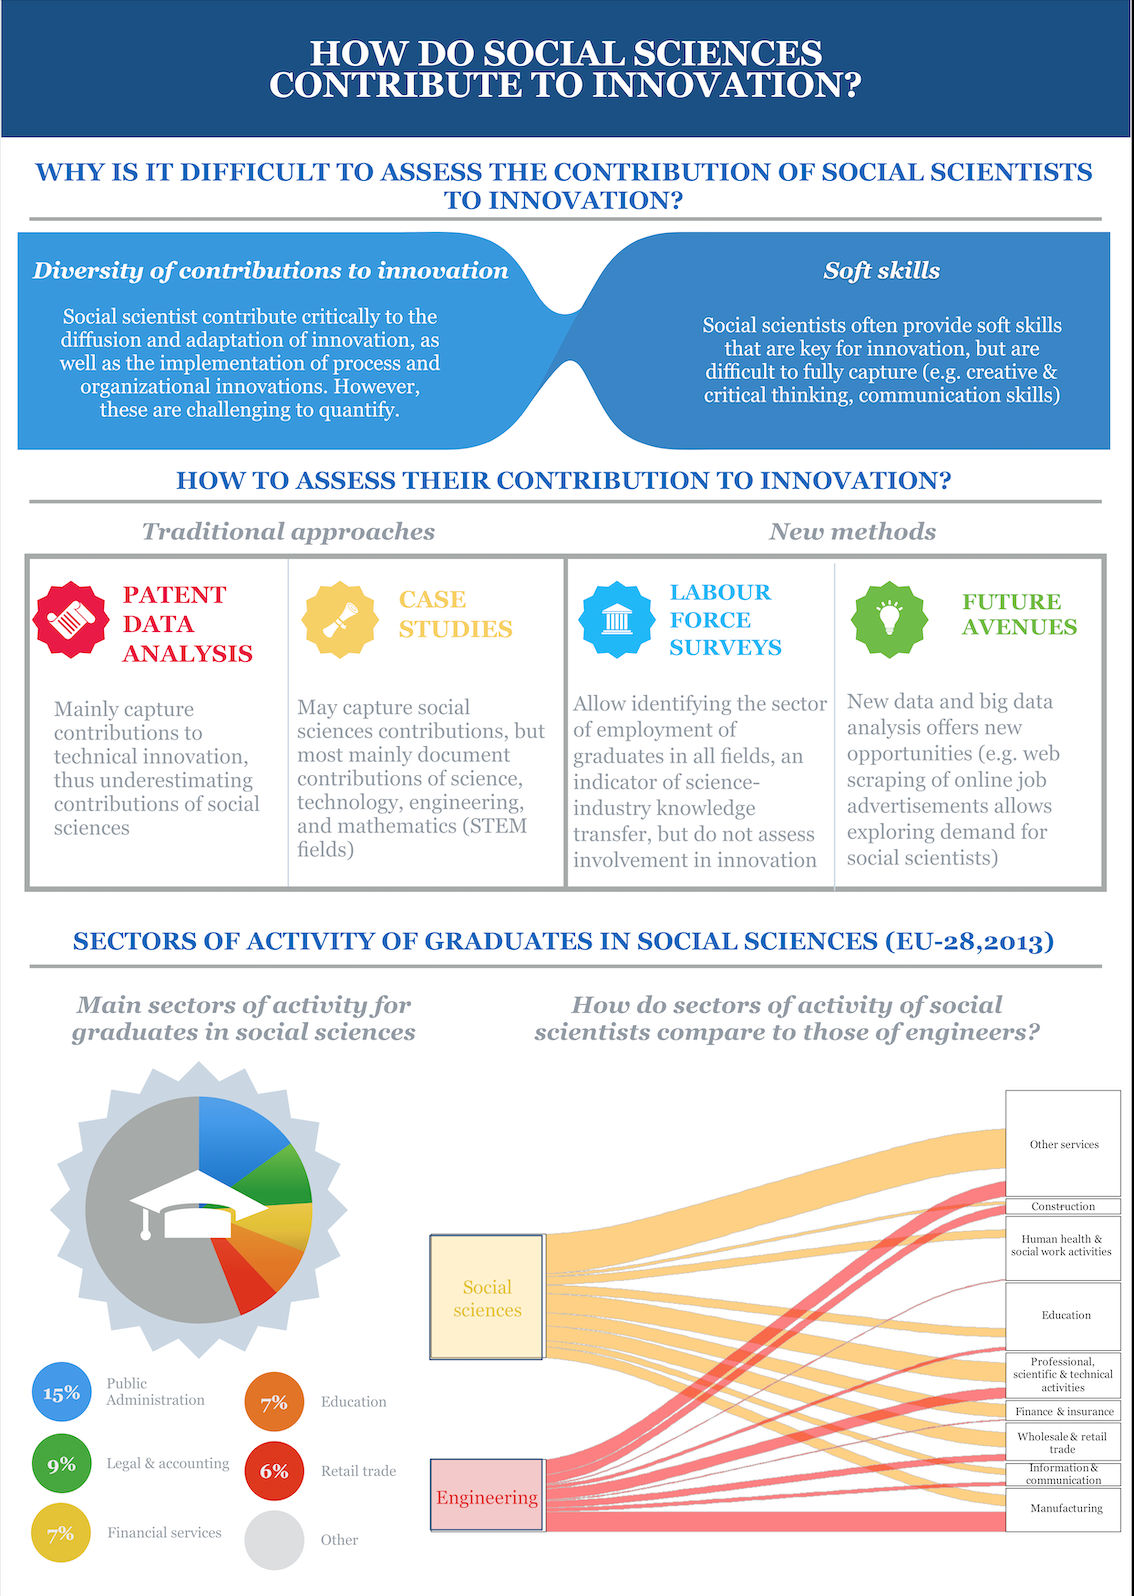 HOW DO SOCIAL SCIENCES
CONTRIBUTE TO INNOVATION?
WHY IS IT DIFFICULT TO ASSESS THE CONTRIBUTION OF SOCIAL SCIENTISTS
TO INNOVATION?
Diversity of contributions to innovation
Social scientist contribute critically to the
diffusion and adaptation of innovation, as
well as the implementation of process and
organizational innovations. However,
these are challenging to quantify.
Soft skills
Social scientists often provide soft skills
that are key for innovation, but are
difficult to fully capture (e.g. creative &
critical thinking, communication skills)
HOW TO ASSESS THEIR CONTRIBUTION TO INNOVATION?
Traditional approaches
New methods
PATENT
DATA
ANALYSIS
Mainly capture
contributions to
technical innovation,
thus underestimating
contributions of social
sciences
CASE
STUDIES
May capture social
sciences contributions, but
most mainly document
contributions of science,
technology, engineering,
and mathematics (STEM
fields)
LABOUR
FORCE
SURVEYS
Allow identifying the sector
of employment of
graduates in all fields, an
indicator of science-
industry knowledge
transfer, but do not assess
involvement in innovation
FUTURE
AVENUES
New data and big data
analysis offers new
opportunities (e.g. web
scraping of online job
advertisements allows
exploring demand for
social scientists)
SECTORS OF ACTIVITY OF GRADUATES IN SOCIAL SCIENCES (EU-28,2013)
Main sectors of activity for
graduates in social sciences
15%
Public
Administration
9%
Legal & accounting
7%
Financial services
7%
Education
6%
Retail trade
Other
How do sectors of activity of social
scientists compare to those of engineers?
Social
sciences
Engineering
Other services
Construction
Human health &
social work activities
Education
Professional,
scientific & technical
activities
Finance & insurance
Wholesale & retail
trade
Information &
communication
Manufacturing